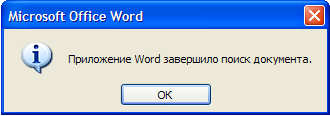 Microsoft Office Word
Приложение Word завершило поиск документа.
OK